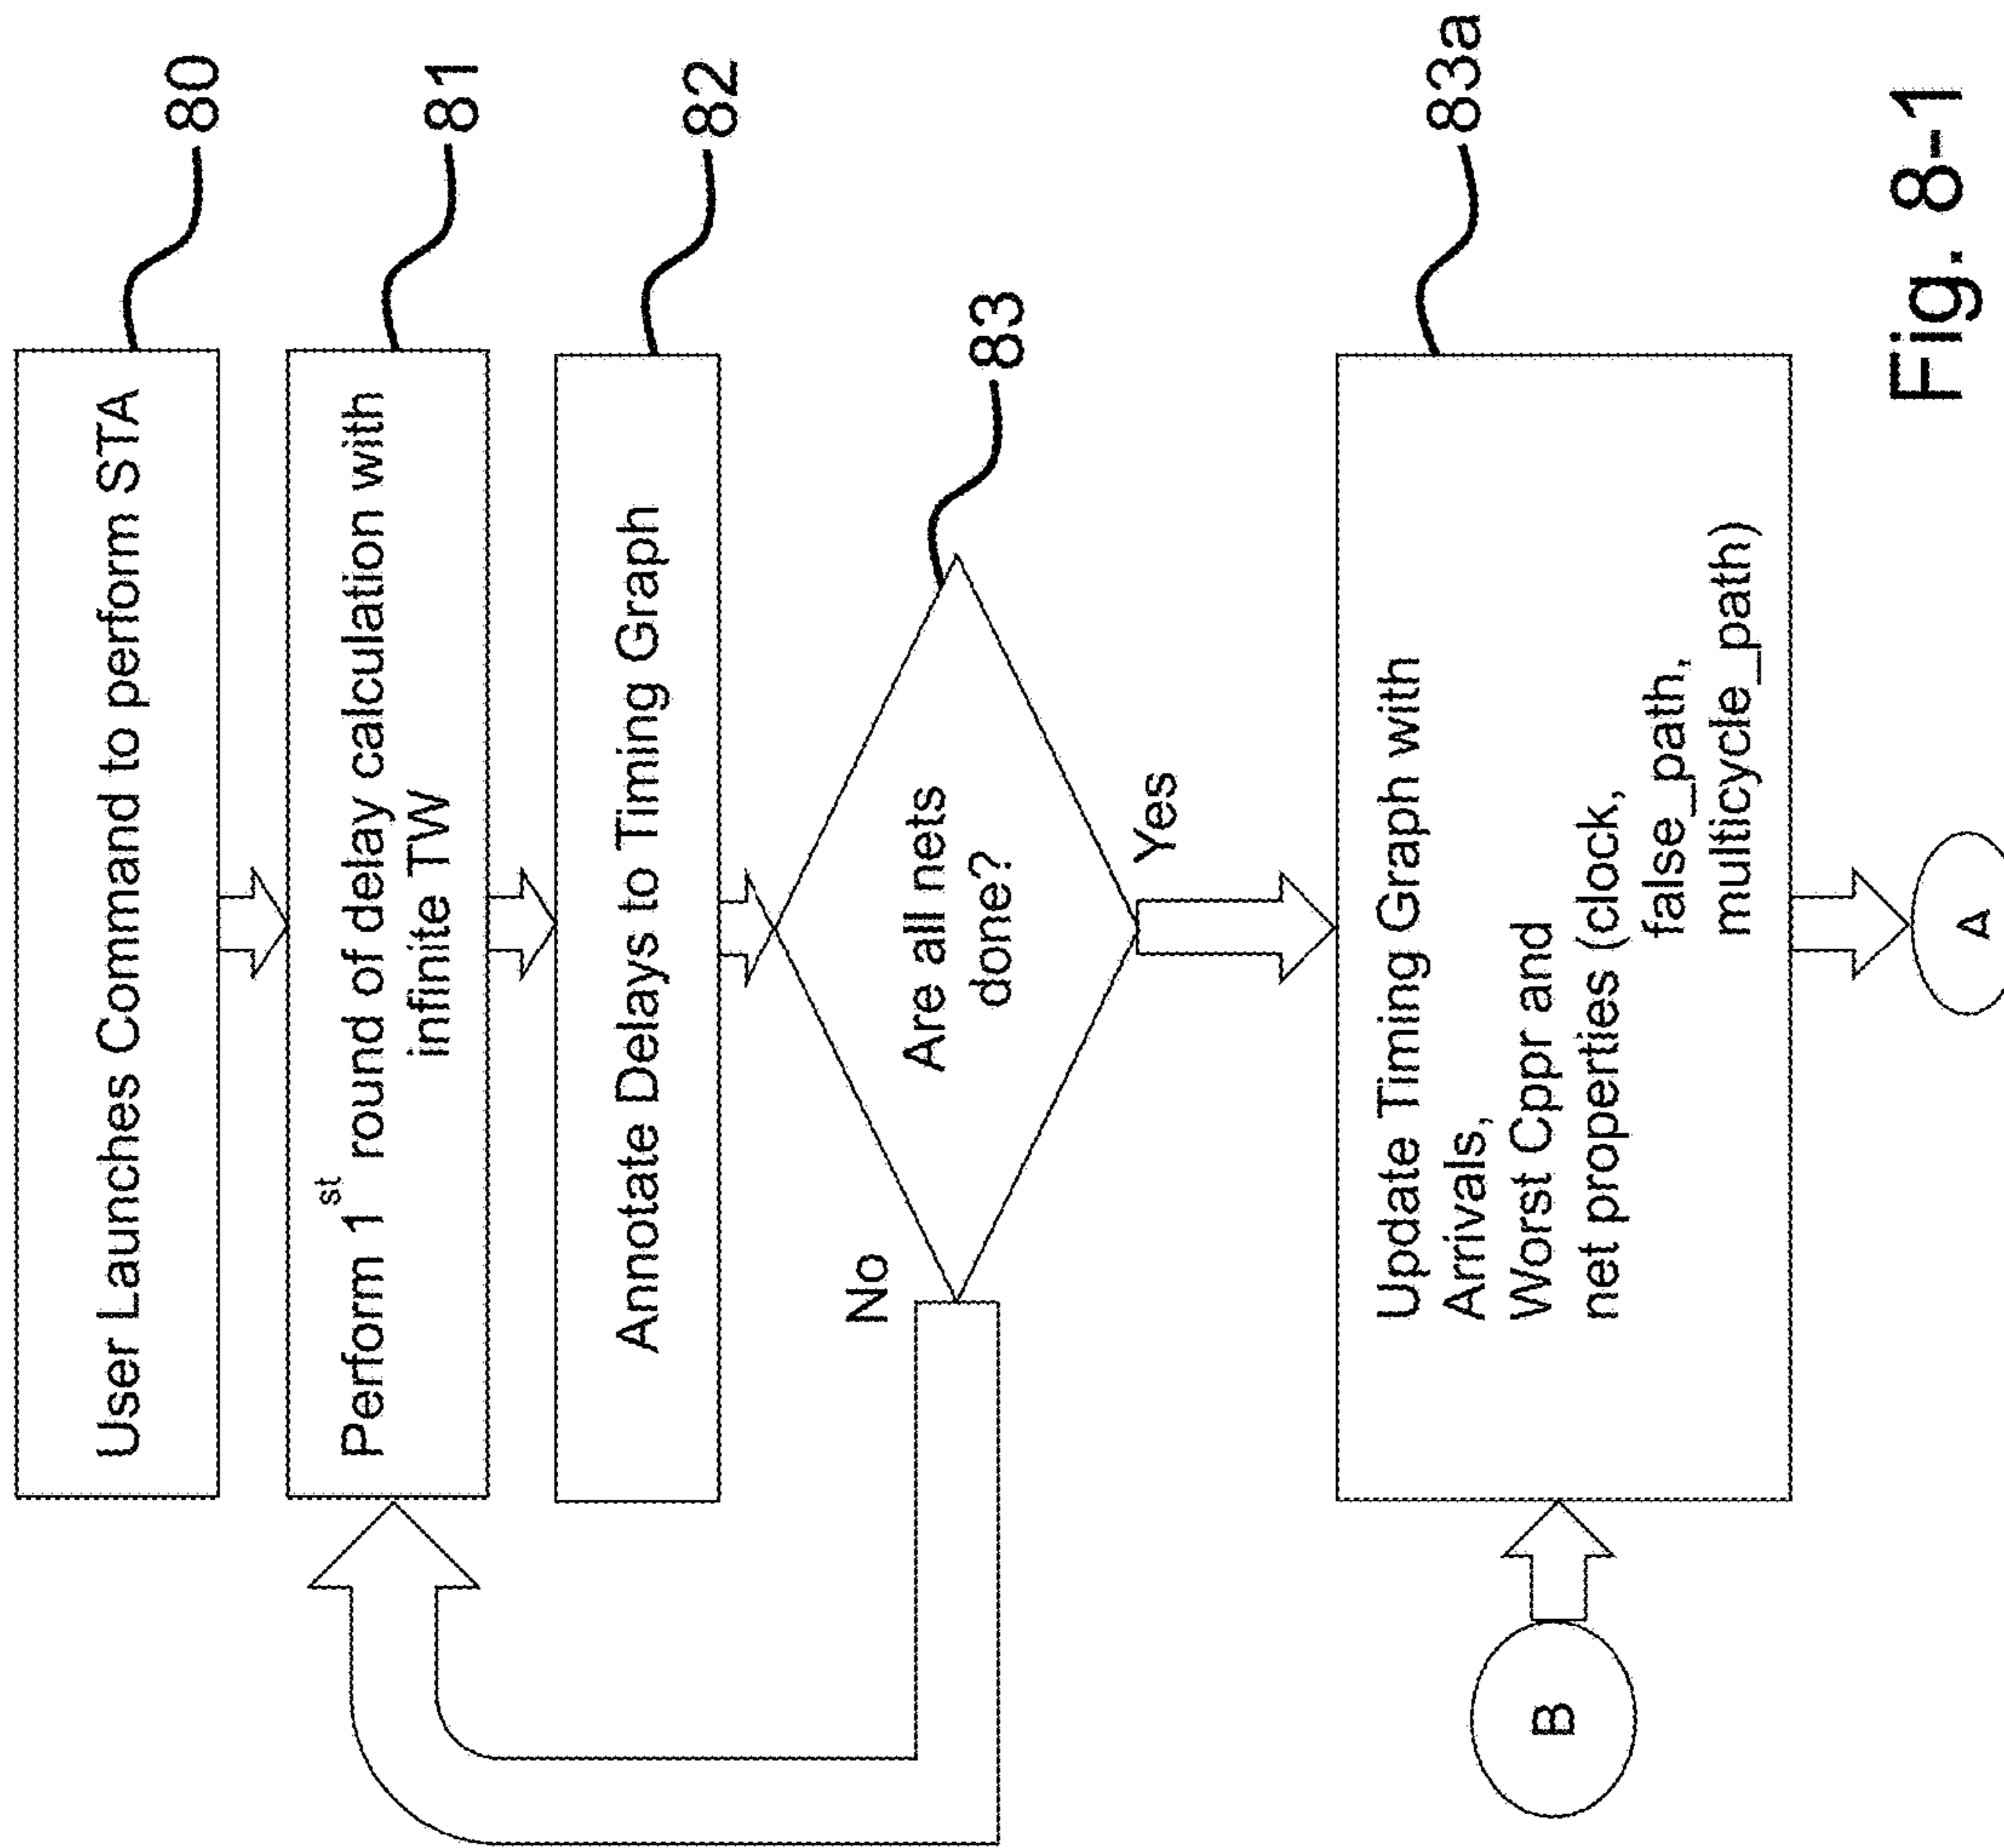 User Launches Command to perform STA
80
Perform 1st round of delay calculation with
infinite TW
81
Annotate Delays to Timing Graph
82
Are all nets
done?
83
No
Yes
Update Timing Graph with
Arrivals,
Worst Cppr and
net properties (clock,
false_path,
multicycle_path)
83a
B
A
Fig. 8-1